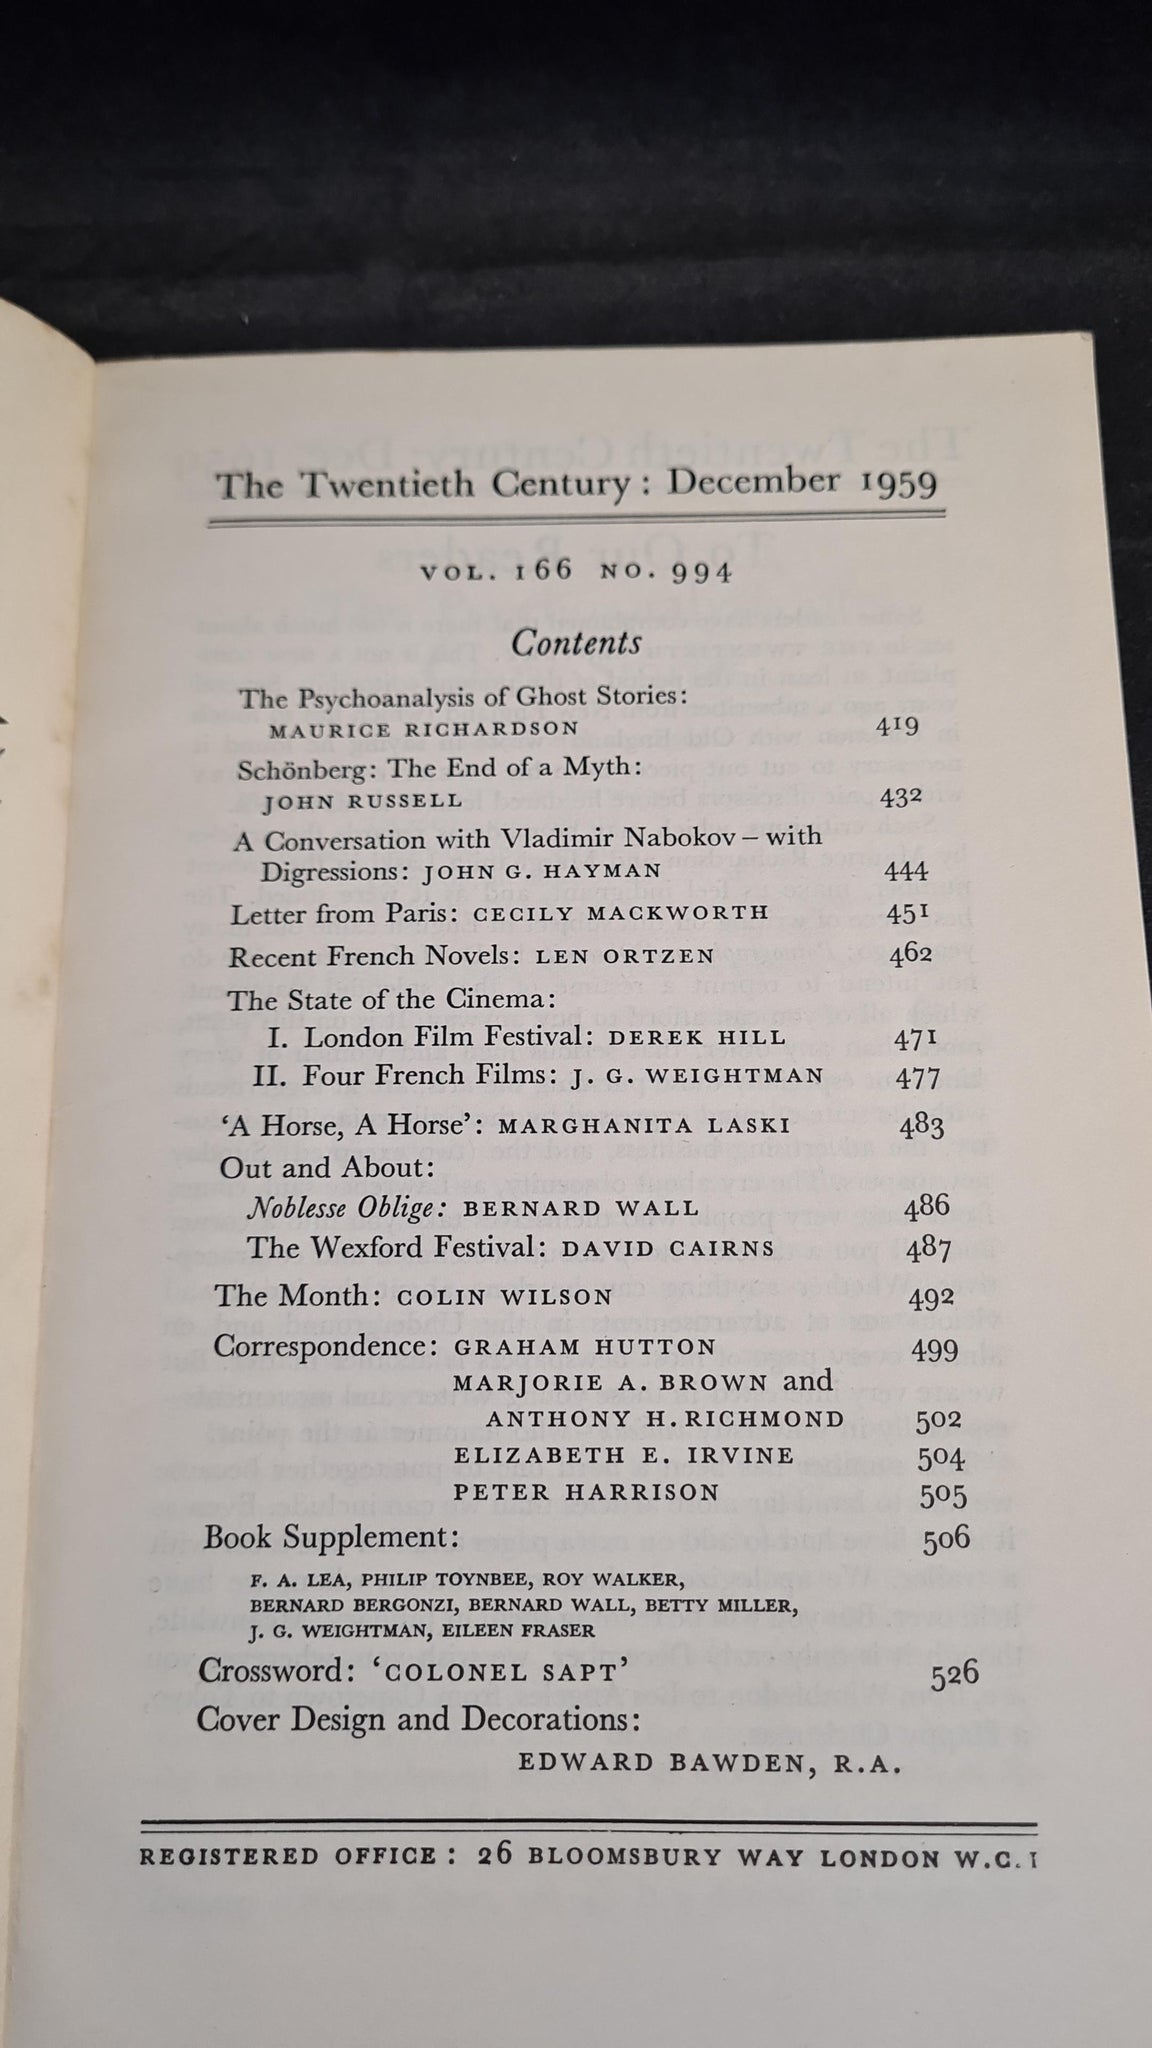 The Twentieth Century: December 1959
VOL. 166 NO. 994
Contents
The Psychoanalysis of Ghost Stories:
MAURICE RICHARDSON 419
Schönberg: The End of a Myth:
JOHN RUSSELL 432
A Conversation with Vladimir Nabokov – with
Digressions: JOHN G. HAYMAN 444
Letter from Paris: CECILY MACKWORTH 451
Recent French Novels: LEN ORTZEN 462
The State of the Cinema:
I. London Film Festival: DEREK HILL 471
II. Four French Films: J. G. WEIGHTMAN 477
‘A Horse, A Horse’: MARGHANITA LASKI 483
Out and About:
Noblesse Oblige: BERNARD WALL 486
The Wexford Festival: DAVID CAIRNS 487
The Month: COLIN WILSON 492
Correspondence: GRAHAM HUTTON 499
MARJORIE A. BROWN and
ANTHONY H. RICHMOND 502
ELIZABETH E. IRVINE 504
PETER HARRISON 505
Book Supplement: 506
F. A. LEA, PHILIP TOYNBEE, ROY WALKER,
BERNARD BERGONZI, BERNARD WALL, BETTY MILLER,
J. G. WEIGHTMAN, EILEEN FRASER
Crossword: ‘COLONEL SAPT’ 526
Cover Design and Decorations:
EDWARD BAWDEN, R.A.
REGISTERED OFFICE : 26 BLOOMSBURY WAY LONDON W.C.1